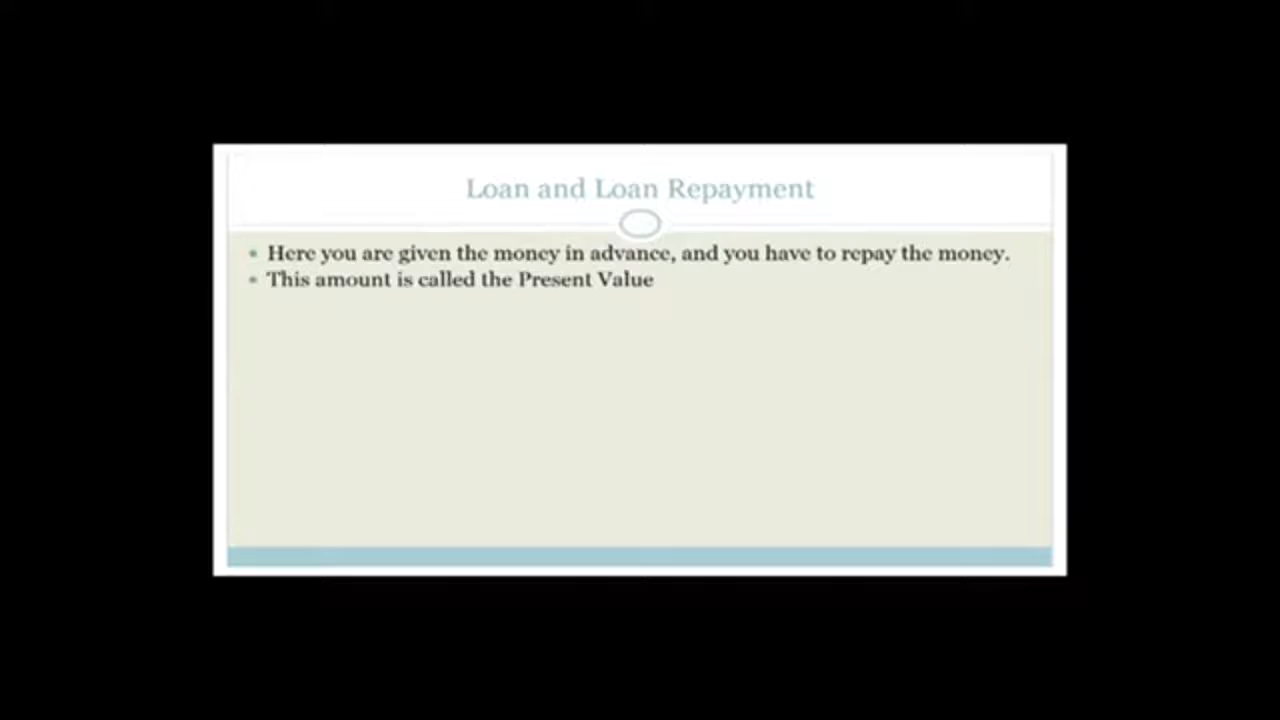 Loan and Loan Repayment
• Here you are given the money in advance, and you have to repay the money.
• This amount is called the Present Value